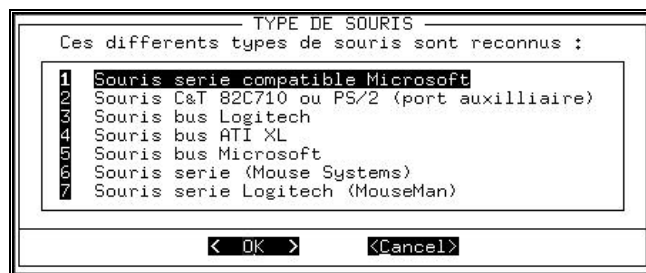 TYPE DE SOURIS
Ces differents types de souris sont reconnus :
1 Souris serie compatible Microsoft
2 Souris C&T 82C710 ou PS/2 (port auxilliaire)
3 Souris bus Logitech
4 Souris bus ATI XL
5 Souris bus Microsoft
6 Souris serie (Mouse Systems)
7 Souris serie Logitech (MouseMan)
< OK > <Cancel>